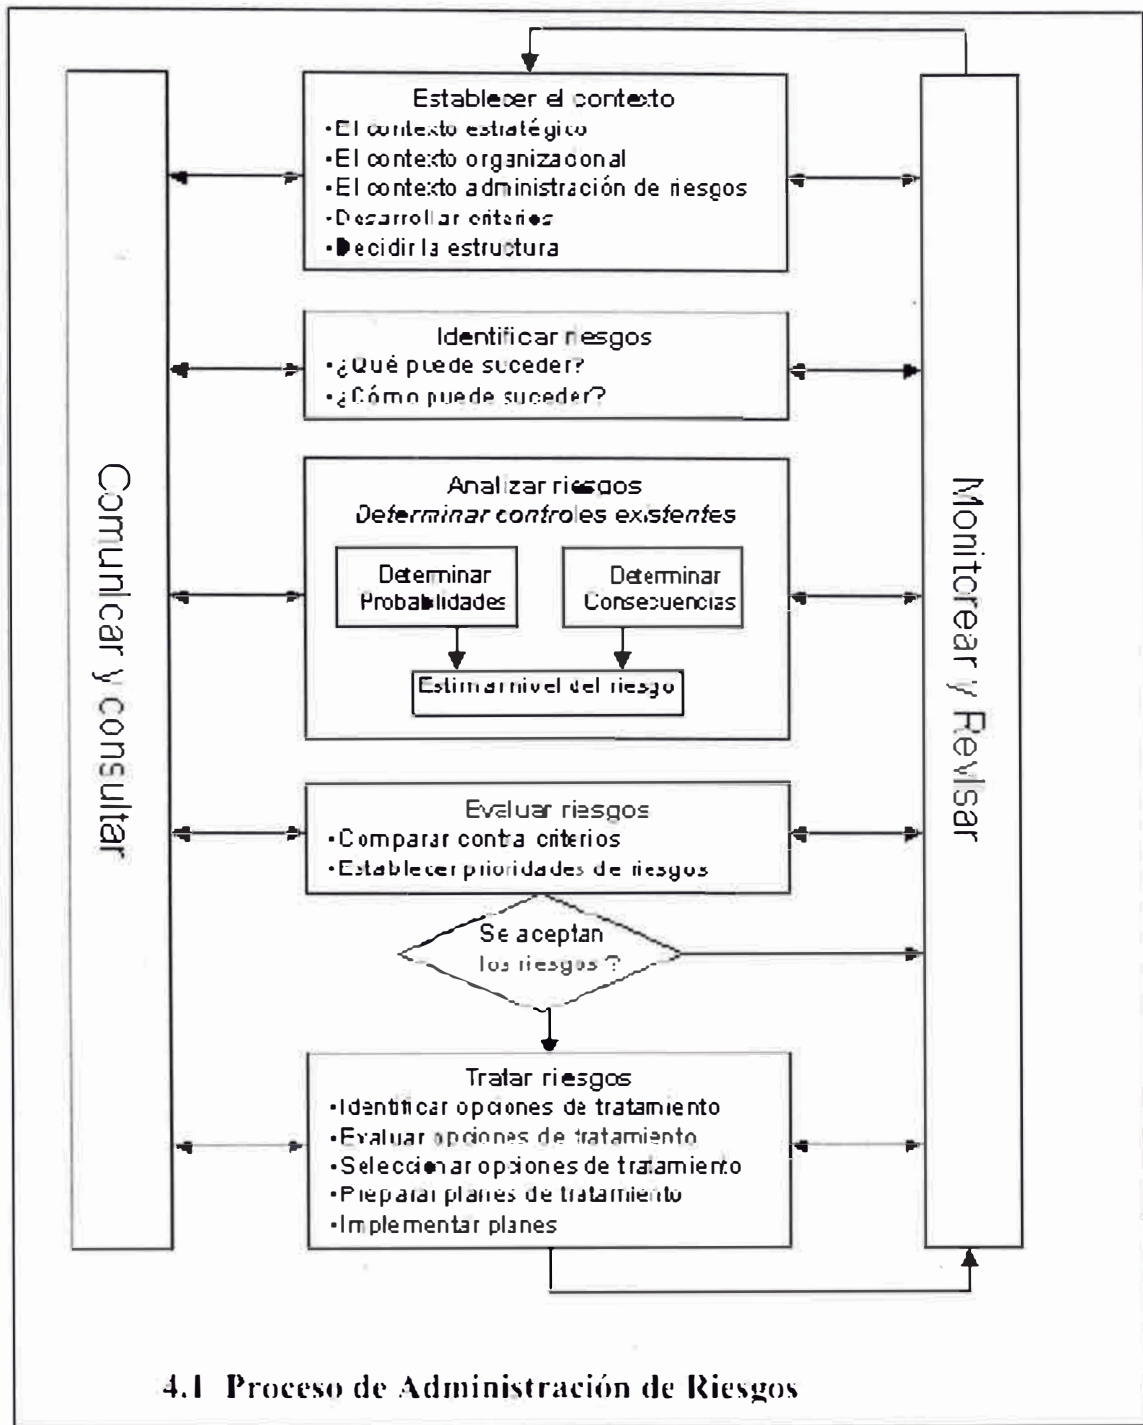 Establecer el contexto
•El contexto estratégico
•El contexto organizacional
•El contexto administración de riesgos
•Desarrollar criterios
•Decidir la estructura
Identificar riesgos
•¿Qué puede suceder?
•¿Cómo puede suceder?
Analizar riesgos
Determinar controles existentes
Determinar
Probabilidades
Determinar
Consecuencias
Estimar nivel del riesgo
Evaluar riesgos
•Comparar contra criterios
•Establecer prioridades de riesgos
Se aceptan
los riesgos ?
Tratar riesgos
•Identificar opciones de tratamiento
•Evaluar opciones de tratamiento
•Seleccionar opciones de tratamiento
•Preparar planes de tratamiento
•Implementar planes
Comunicar y consultar
Monitorear y Revisar
4.1 Proceso de Administración de Riesgos